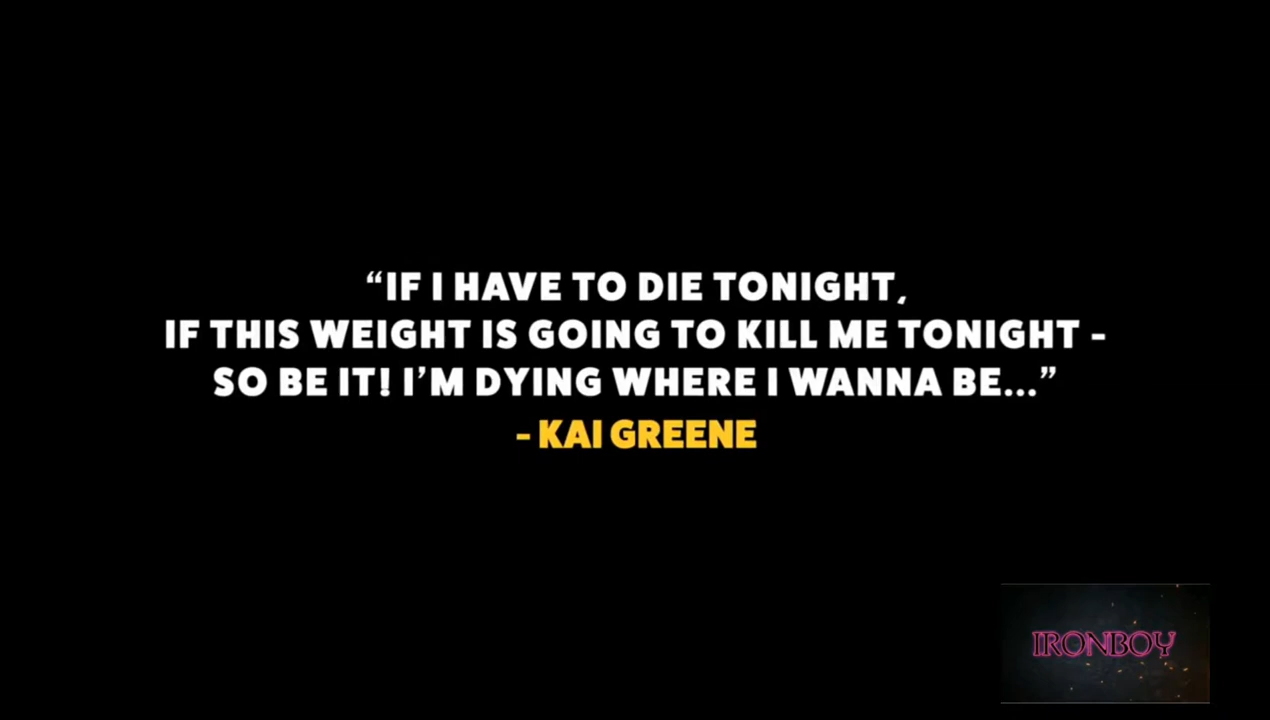 “IF I HAVE TO DIE TONIGHT,
IF THIS WEIGHT IS GOING TO KILL ME TONIGHT -
SO BE IT! I’M DYING WHERE I WANNA BE...”
- KAI GREENE
IRONBOY